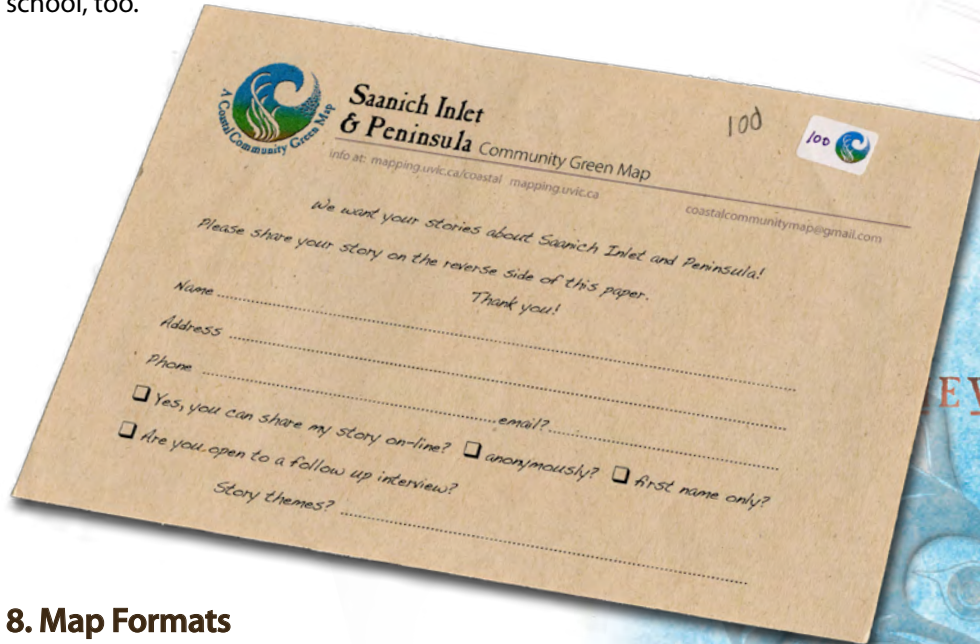 school, too.
A Coastal Community Green Map
Saanich Inlet
& Peninsula Community Green Map
100
100
info at: mapping.uvic.ca/coastal mapping.uvic.ca
coastalcommunitymap@gmail.com
We want your stories about Saanich Inlet and Peninsula!
Please share your story on the reverse side of this paper.
Thank you!
Name
Address
Phone email?
❑ Yes, you can share my story on-line? ❑ anonymously? ❑ first name only?
❑ Are you open to a follow up interview?
Story themes?
8. Map Formats